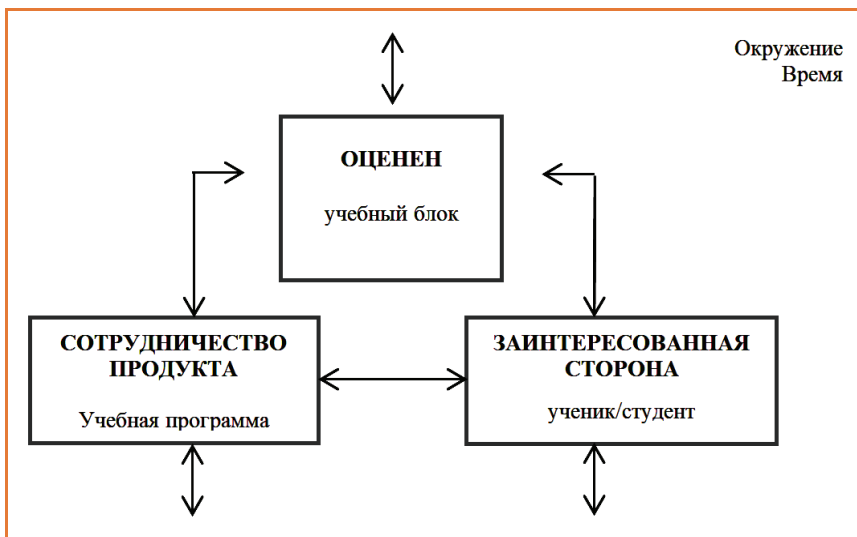 Окружение
Время
ОЦЕНЕН
учебный блок
СОТРУДНИЧЕСТВО
ПРОДУКТА
Учебная программа
ЗАИНТЕРЕСОВАННАЯ
СТОРОНА
ученик/студент